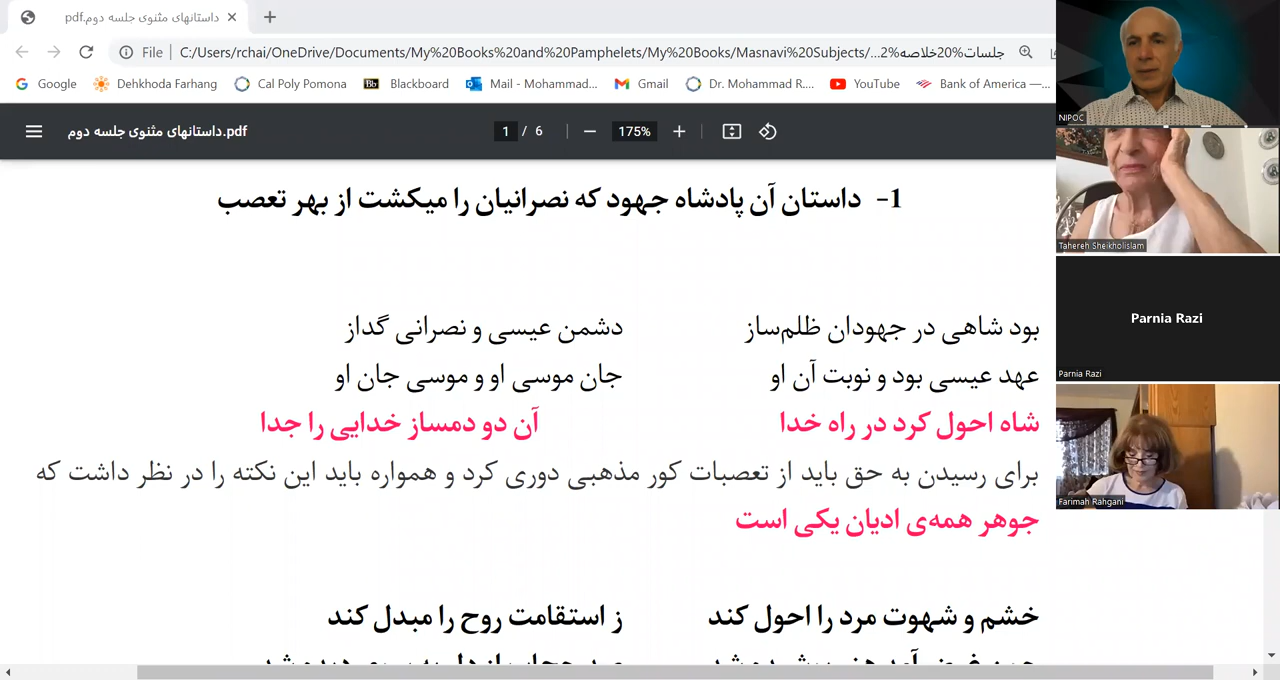 داستانهای مثنوی جلسه دوم.pdf
File C:/Users/rchai/OneDrive/Documents/My%20Books%20and%20Pamphelets/My%20Books/Masnavi%20Subjects/جلسات%20خلاصه%2...
Google Dehkhoda Farhang Cal Poly Pomona Bb Blackboard Mail - Mohammad... Gmail Dr. Mohammad R.... YouTube Bank of America —...
داستانهای مثنوی جلسه دوم.pdf 1 / 6 175%
1- داستان آن پادشاه جهود که نصرانیان را میکشت از بهر تعصب
بود شاهی در جهودان ظلم‌ساز دشمن عیسی و نصرانی گداز
عهد عیسی بود و نوبت آن او جان موسی او و موسی جان او
شاه احول کرد در راه خدا آن دو دمساز خدایی را جدا
برای رسیدن به حق باید از تعصبات کور مذهبی دوری کرد و همواره باید این نکته را در نظر داشت که
جوهر همه‌ی ادیان یکی است
خشم و شهوت مرد را احول کند ز استقامت روح را مبدل کند
NIPOC
Tahereh Sheikholislam
Parnia Razi
Parnia Razi
Farimah Rahgani